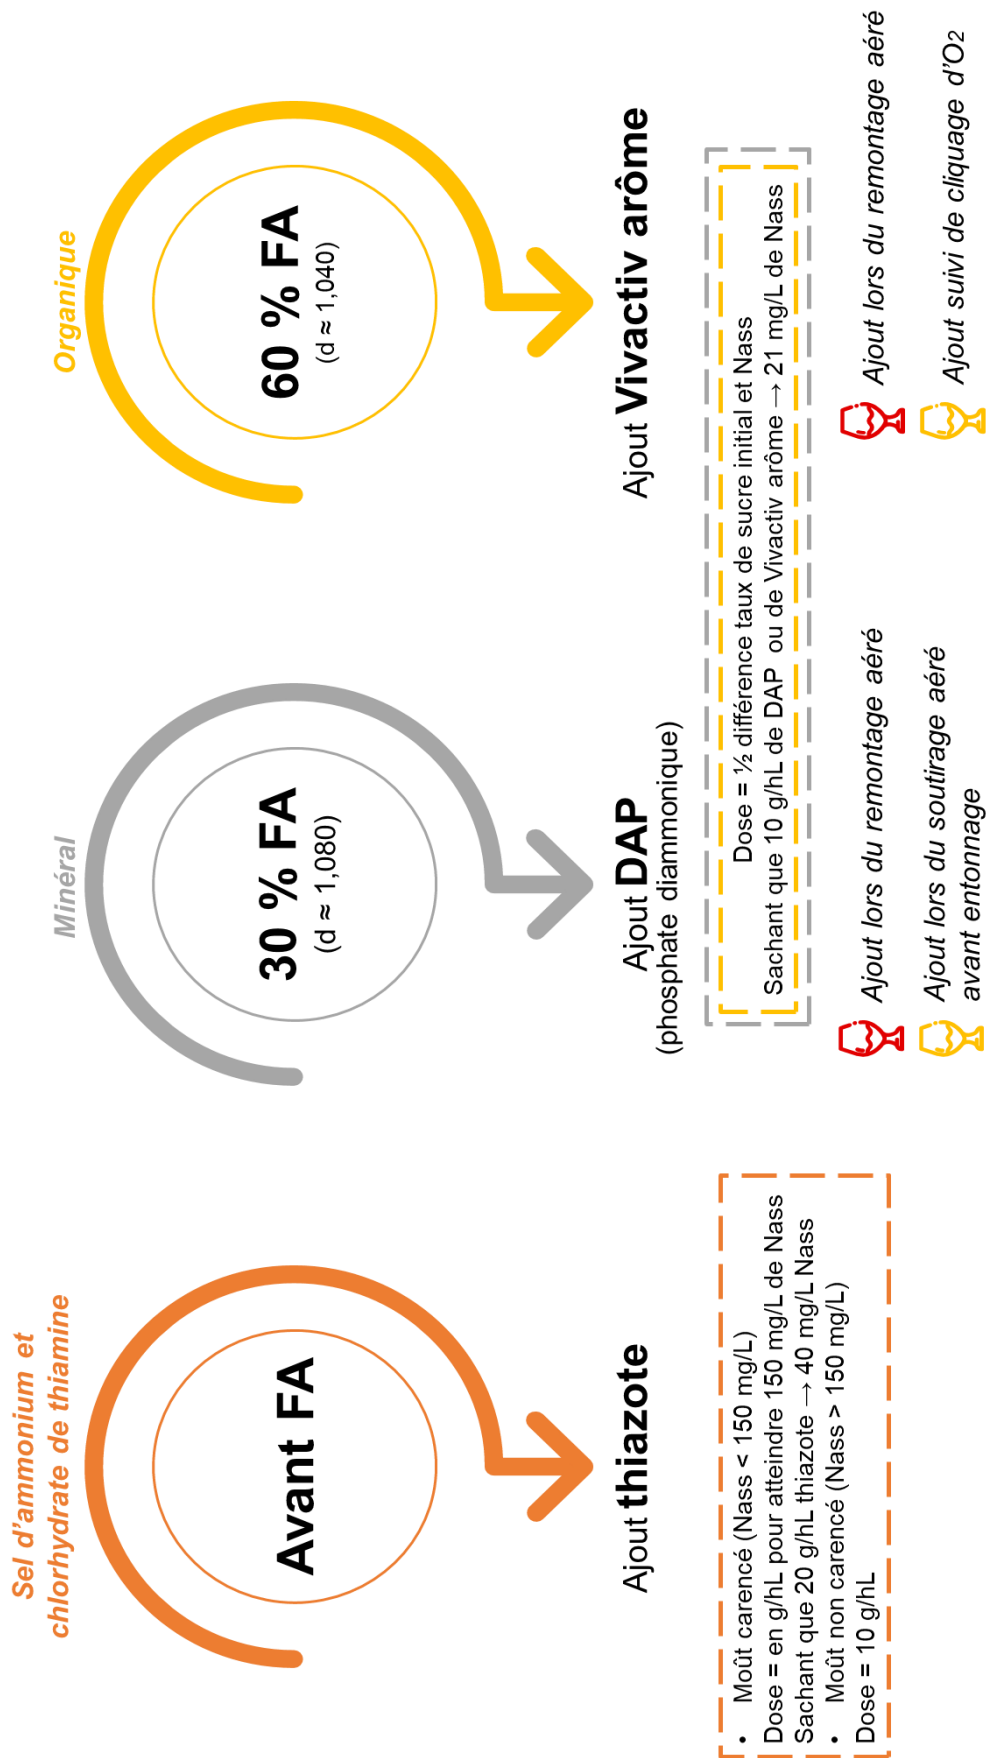 Sel d'ammonium et
chlorhydrate de thiamine
Avant FA
Ajout thiazote
• Moût carencé (Nass < 150 mg/L)
Dose = en g/hL pour atteindre 150 mg/L de Nass
Sachant que 20 g/hL thiazote → 40 mg/L Nass
• Moût non carencé (Nass > 150 mg/L)
Dose = 10 g/hL
Minéral
30 % FA
(d ≈ 1,080)
Ajout DAP
(phosphate diammonique)
Organique
60 % FA
(d ≈ 1,040)
Ajout Vivactiv arôme
Dose = ½ différence taux de sucre initial et Nass
Sachant que 10 g/hL de DAP ou de Vivactiv arôme → 21 mg/L de Nass
Ajout lors du remontage aéré
Ajout lors du soutirage aéré
avant entonnage
Ajout lors du remontage aéré
Ajout suivi de cliquage d'O2